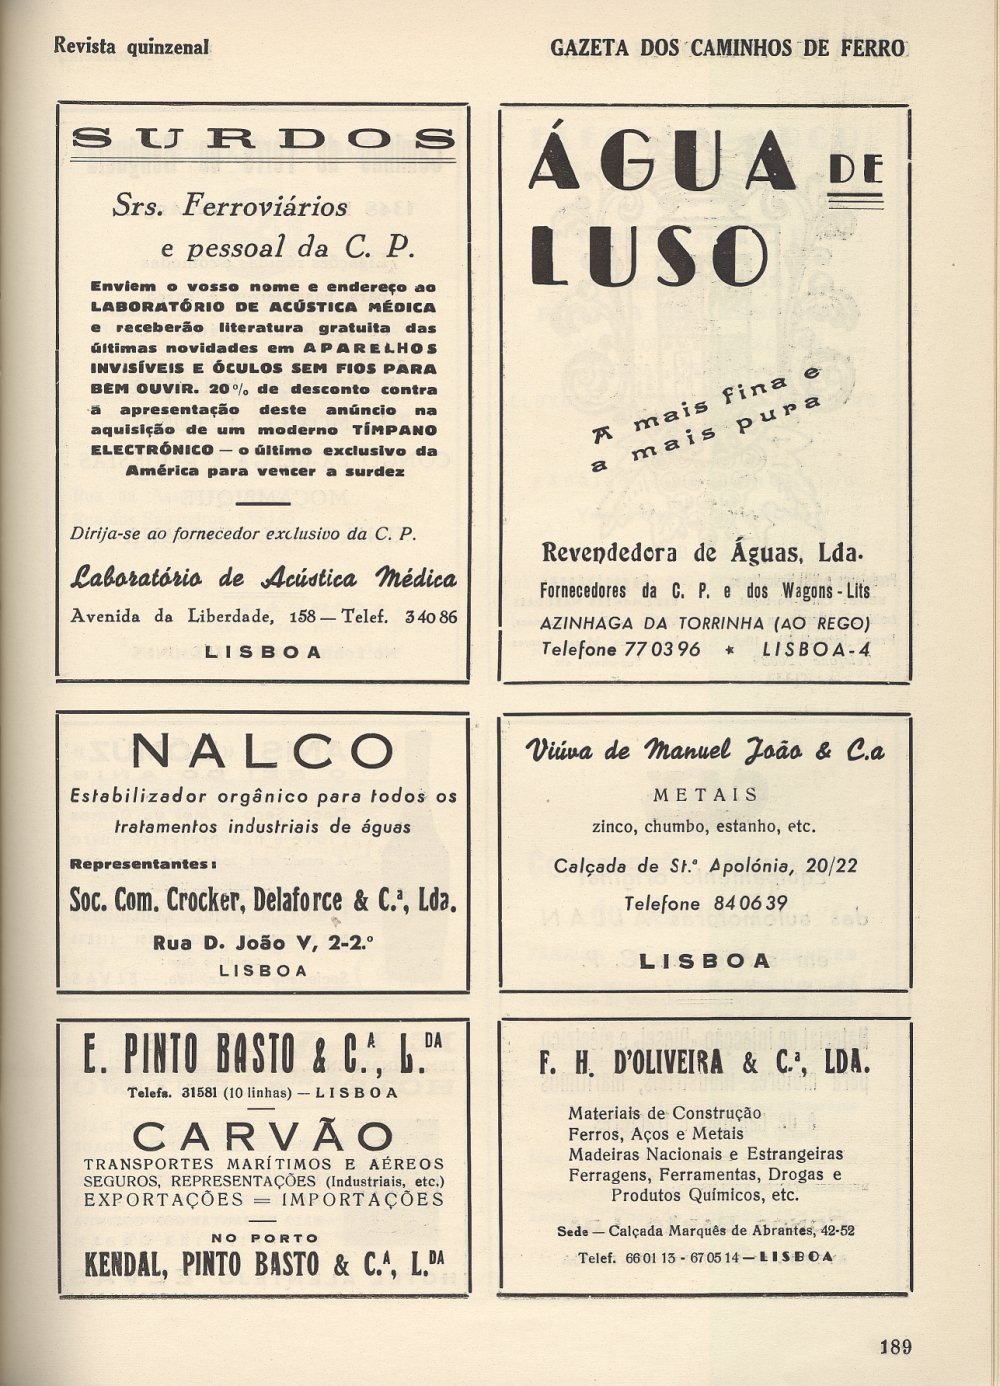 Revista quinzenal
GAZETA DOS CAMINHOS DE FERRO
SURDOS
Srs. Ferroviários
e pessoal da C. P.
Enviem o vosso nome e endereço ao
LABORATÓRIO DE ACÚSTICA MÉDICA
e receberão literatura gratuita das
últimas novidades em APARELHOS
INVISÍVEIS E ÓCULOS SEM FIOS PARA
BEM OUVIR. 20% de desconto contra
a apresentação deste anúncio na
aquisição de um moderno TÍMPANO
ELECTRÓNICO — o último exclusivo da
América para vencer a surdez
Dirija-se ao fornecedor exclusivo da C. P.
Laboratório de Acústica Médica
Avenida da Liberdade, 158 — Telef. 34086
LISBOA
ÁGUA DE
LUSO
A mais fina e
a mais pura
Revendedora de Águas, Lda.
Fornecedores da C. P. e dos Wagons-Lits
AZINHAGA DA TORRINHA (AO REGO)
Telefone 770396 * LISBOA-4
NALCO
Estabilizador orgânico para todos os
tratamentos industriais de águas
Representantes:
Soc. Com. Crocker, Delaforce & C.ª, Lda.
Rua D. João V, 2-2.º
LISBOA
Viúva de Manuel João & C.a
METAIS
zinco, chumbo, estanho, etc.
Calçada de St.ª Apolónia, 20/22
Telefone 840639
LISBOA
E. PINTO BASTO & C.ᴬ, L.ᴰᴬ
Telefs. 31581 (10 linhas) — LISBOA
CARVÃO
TRANSPORTES MARÍTIMOS E AÉREOS
SEGUROS, REPRESENTAÇÕES (Industriais, etc.)
EXPORTAÇÕES = IMPORTAÇÕES
NO PORTO
KENDAL, PINTO BASTO & C.ᴬ, L.ᴰᴬ
F. H. D'OLIVEIRA & C.ª, LDA.
Materiais de Construção
Ferros, Aços e Metais
Madeiras Nacionais e Estrangeiras
Ferragens, Ferramentas, Drogas e
Produtos Químicos, etc.
Sede — Calçada Marquês de Abrantes, 42-52
Telef. 660113 - 670514 — LISBOA
189